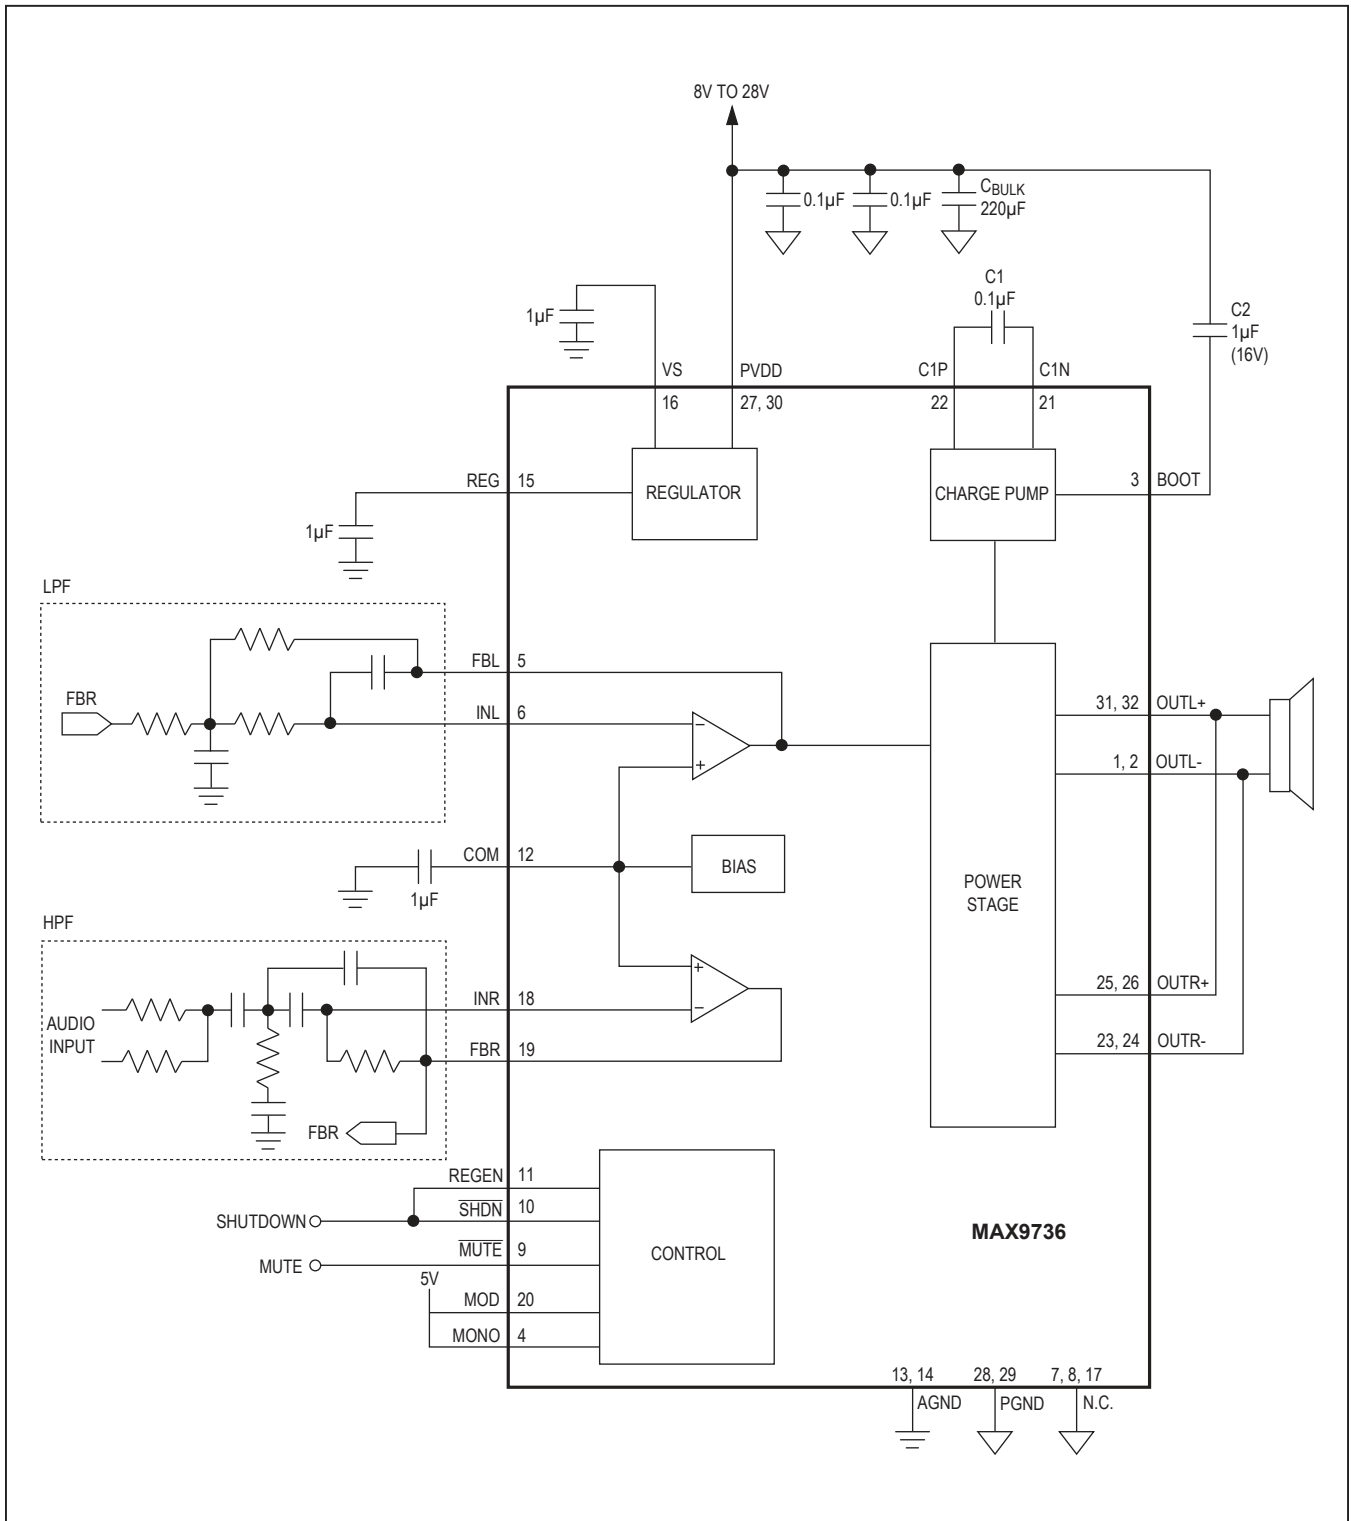 8V TO 28V
0.1µF
0.1µF
CBULK
220µF
C1
0.1µF
C2
1µF
(16V)
1µF
VS
PVDD
C1P
C1N
16
27, 30
22
21
REG
15
REGULATOR
CHARGE PUMP
3
BOOT
1µF
LPF
FBR
FBL
5
INL
6
−
+
31, 32
OUTL+
1, 2
OUTL-
COM
12
1µF
BIAS
POWER
STAGE
HPF
AUDIO
INPUT
INR
18
+
−
FBR
19
FBR
25, 26
OUTR+
23, 24
OUTR-
REGEN
11
SHUTDOWN
SHDN
10
MUTE
MUTE
9
5V
MOD
20
MONO
4
CONTROL
MAX9736
13, 14
28, 29
7, 8, 17
AGND
PGND
N.C.